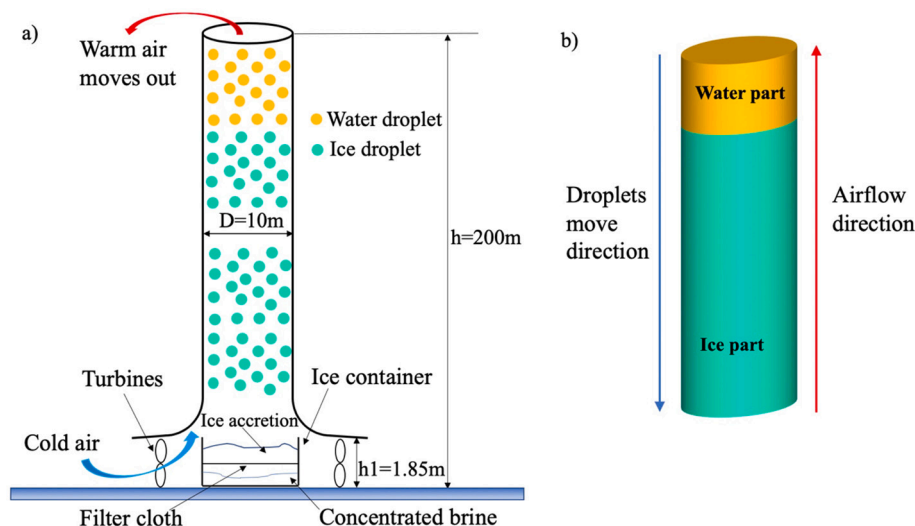 a)
Warm air
moves out
Water droplet
Ice droplet
D=10m
h=200m
Turbines
Ice container
Ice accretion
Cold air
h1=1.85m
Filter cloth
Concentrated brine
b)
Water part
Droplets
move
direction
Airflow
direction
Ice part